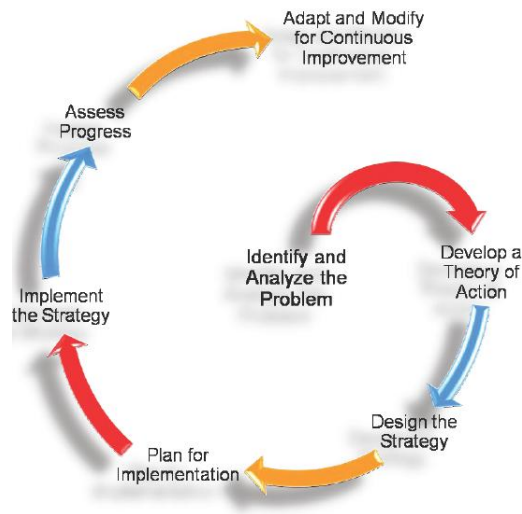 Adapt and Modify
for Continuous
Improvement
Assess
Progress
Identify and
Analyze the
Problem
Develop a
Theory of
Action
Implement
the Strategy
Design the
Strategy
Plan for
Implementation